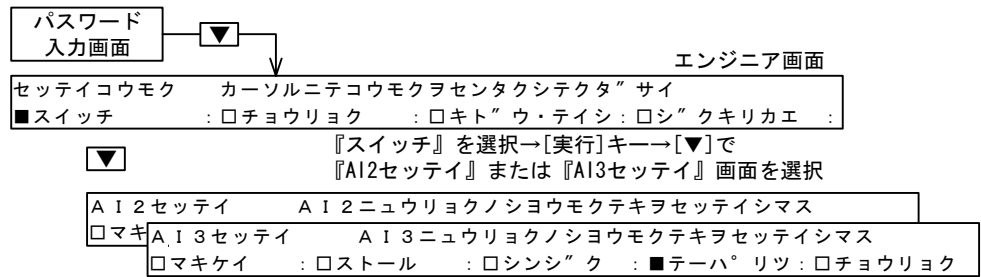 パスワード
入力画面
▼
エンジニア画面
セッテイコウモク　カーソルニテコウモクヲセンタクシテクタ″サイ
■スイッチ　：□チョウリョク　：□キト″ウ・テイシ：□シ″クキリカエ　：
『スイッチ』を選択→[実行]キー→[▼]で
▼
『AI2セッテイ』または『AI3セッテイ』画面を選択
ＡＩ２セッテイ　ＡＩ２ニュウリョクノシヨウモクテキヲセッテイシマス
□マキ
ＡＩ３セッテイ　ＡＩ３ニュウリョクノシヨウモクテキヲセッテイシマス
□マキケイ　：□ストール　：□シンシ″ク　：■テーハ°リツ：□チョウリョク